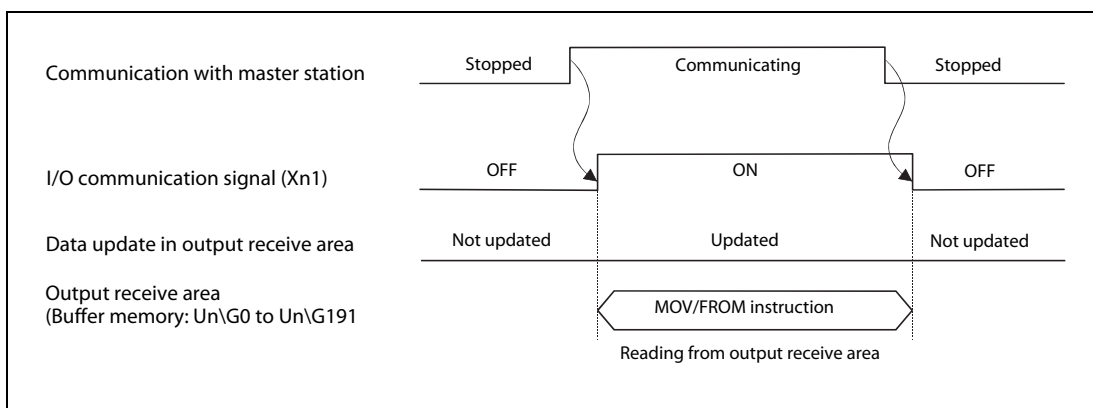 Communication with master station
Stopped
Communicating
Stopped
I/O communication signal (Xn1)
OFF
ON
OFF
Data update in output receive area
Not updated
Updated
Not updated
Output receive area
(Buffer memory: Un\G0 to Un\G191
MOV/FROM instruction
Reading from output receive area